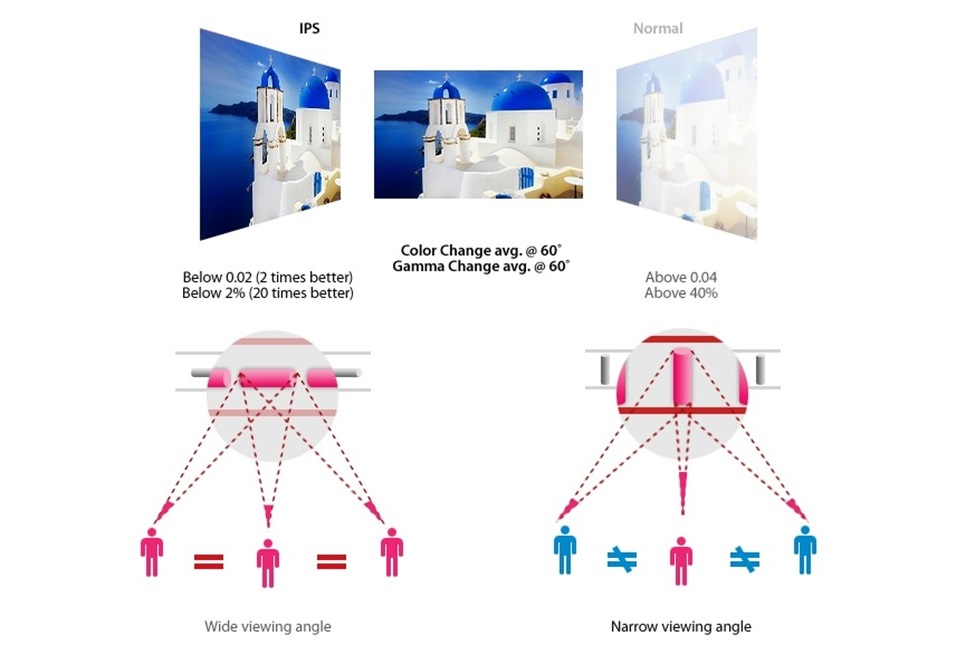 IPS
Normal
Color Change avg. @ 60°
Gamma Change avg. @ 60°
Below 0.02 (2 times better)
Below 2% (20 times better)
Above 0.04
Above 40%
Wide viewing angle
Narrow viewing angle